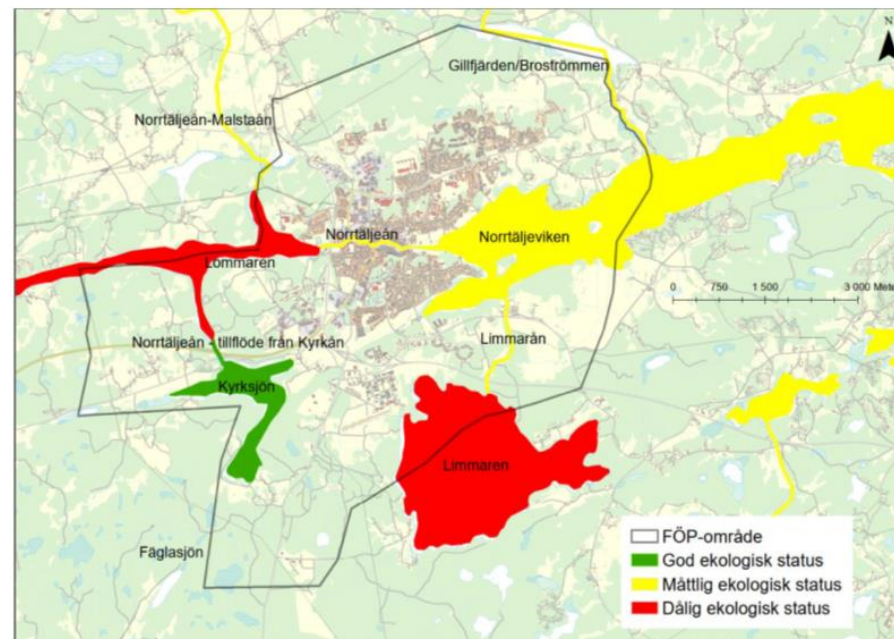 N
Gillfjärden/Broströmmen
Norrtäljeån-Malstaån
Norrtäljeån
Norrtäljeviken
Lommaren
0 750 1 500 3 000 Mete
Norrtäljeån - tillflöde från Kyrkån
Limmarån
Kyrksjön
Limmaren
Fäglasjön
FÖP-område
God ekologisk status
Måttlig ekologisk status
Dålig ekologisk status